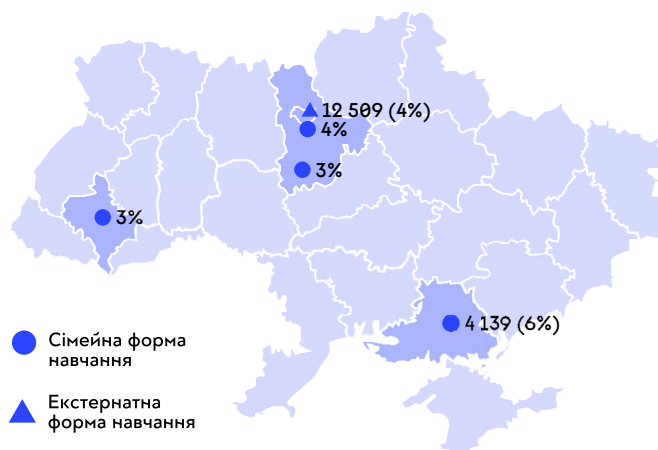 12 509 (4%)
4%
3%
3%
4 139 (6%)
Сімейна форма
навчання
Екстернатна
форма навчання